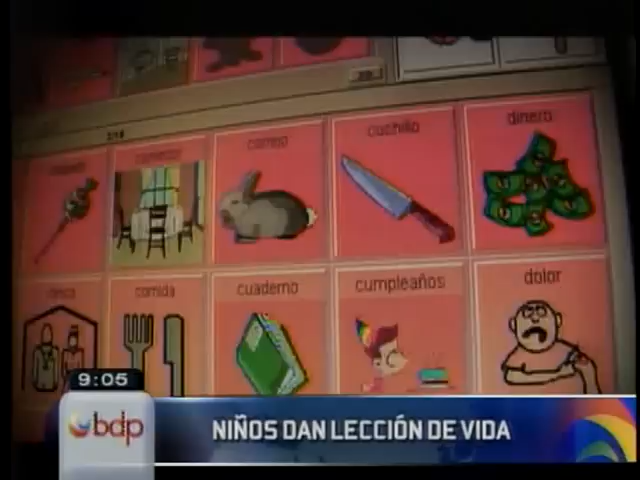 cuchillo
dinero
comida
cuaderno
cumpleaños
dolor
9:05
bdp
NIÑOS DAN LECCIÓN DE VIDA